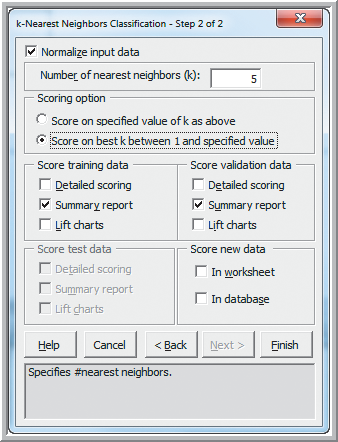 k-Nearest Neighbors Classification - Step 2 of 2
Normalize input data
Number of nearest neighbors (k): 5
Scoring option
Score on specified value of k as above
Score on best k between 1 and specified value
Score training data
Detailed scoring
Summary report
Lift charts
Score validation data
Detailed scoring
Summary report
Lift charts
Score test data
Detailed scoring
Summary report
Lift charts
Score new data
In worksheet
In database
Help Cancel < Back Next > Finish
Specifies #nearest neighbors.